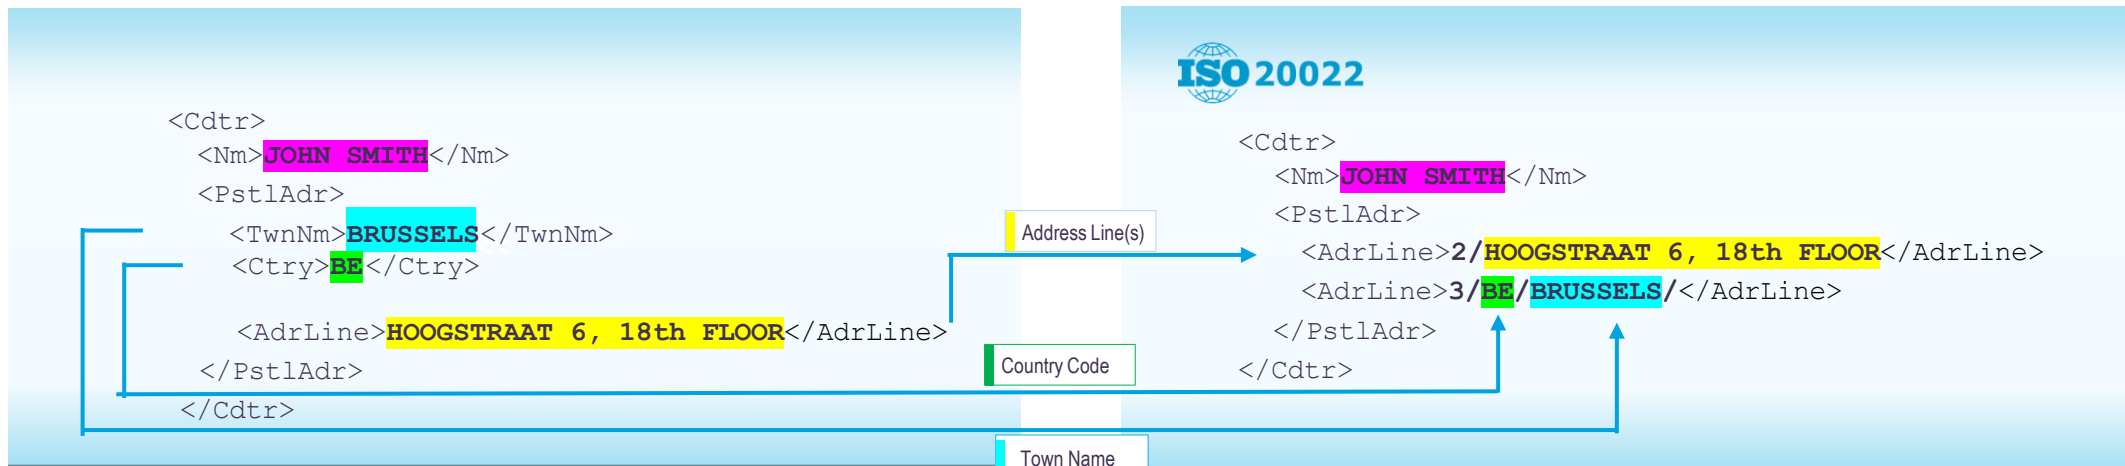 <Cdtr>
<Nm>JOHN SMITH</Nm>
<PstlAdr>
<TwnNm>BRUSSELS</TwnNm>
<Ctry>BE</Ctry>
<AdrLine>HOOGSTRAAT 6, 18th FLOOR</AdrLine>
</PstlAdr>
</Cdtr>
Address Line(s)
Country Code
Town Name
ISO 20022
<Cdtr>
<Nm>JOHN SMITH</Nm>
<PstlAdr>
<AdrLine>2/HOOGSTRAAT 6, 18th FLOOR</AdrLine>
<AdrLine>3/BE/BRUSSELS/</AdrLine>
</PstlAdr>
</Cdtr>